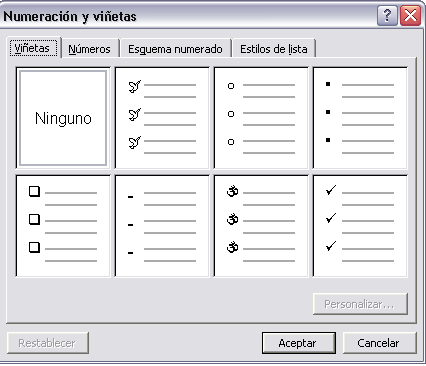 Numeración y viñetas
Viñetas Números Esquema numerado Estilos de lista
Ninguno
Personalizar...
Restablecer Aceptar Cancelar